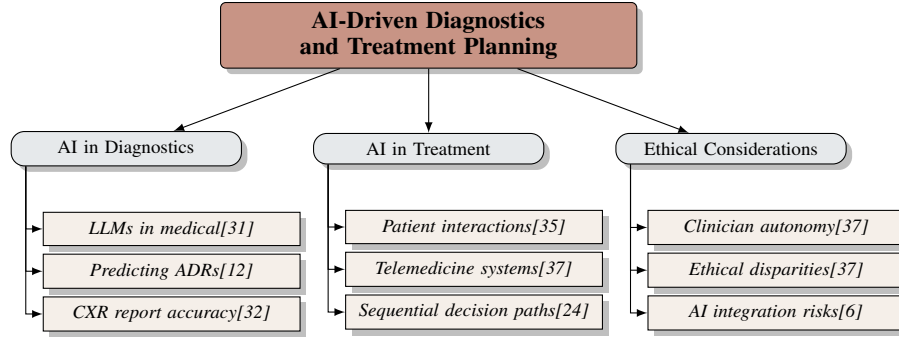 AI-Driven Diagnostics
and Treatment Planning
AI in Diagnostics
LLMs in medical[31]
Predicting ADRs[12]
CXR report accuracy[32]
AI in Treatment
Patient interactions[35]
Telemedicine systems[37]
Sequential decision paths[24]
Ethical Considerations
Clinician autonomy[37]
Ethical disparities[37]
AI integration risks[6]